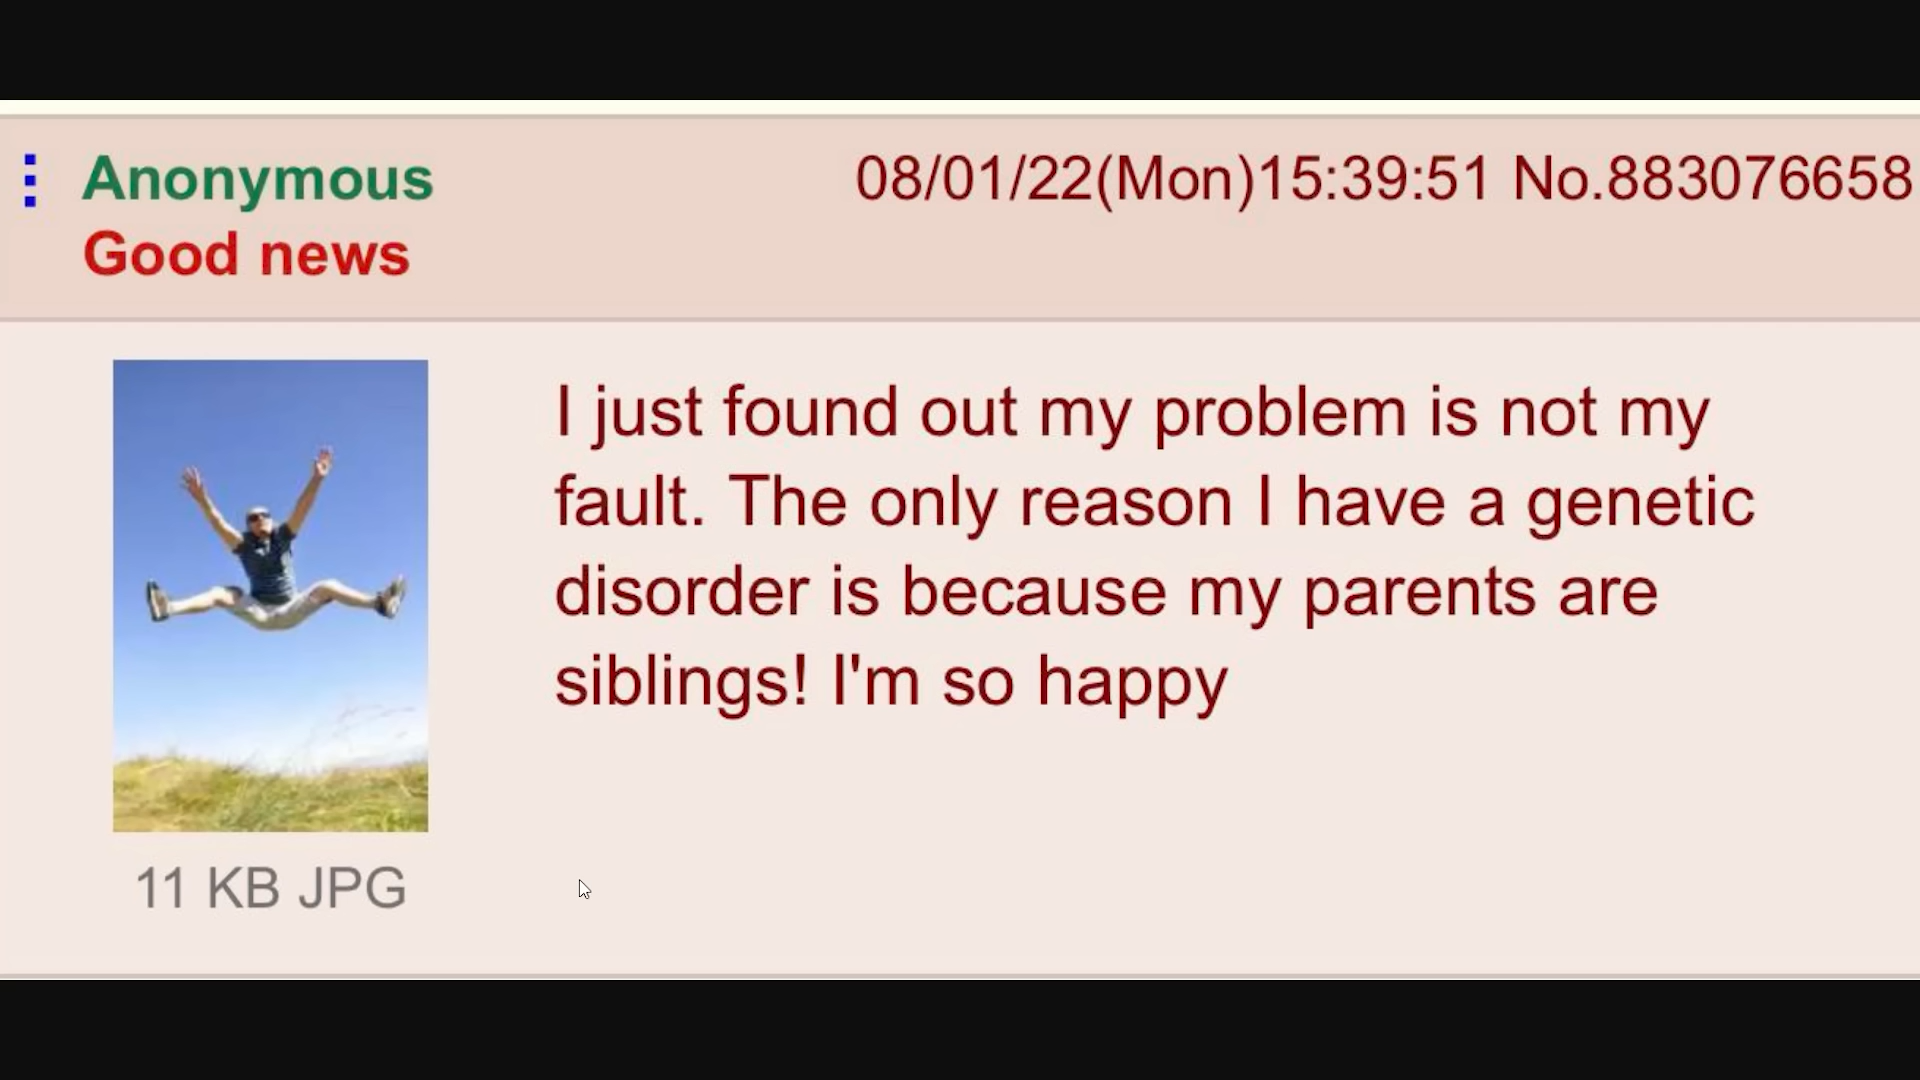 Anonymous 08/01/22(Mon)15:39:51 No.883076658
Good news
I just found out my problem is not my
fault. The only reason I have a genetic
disorder is because my parents are
siblings! I'm so happy
11 KB JPG